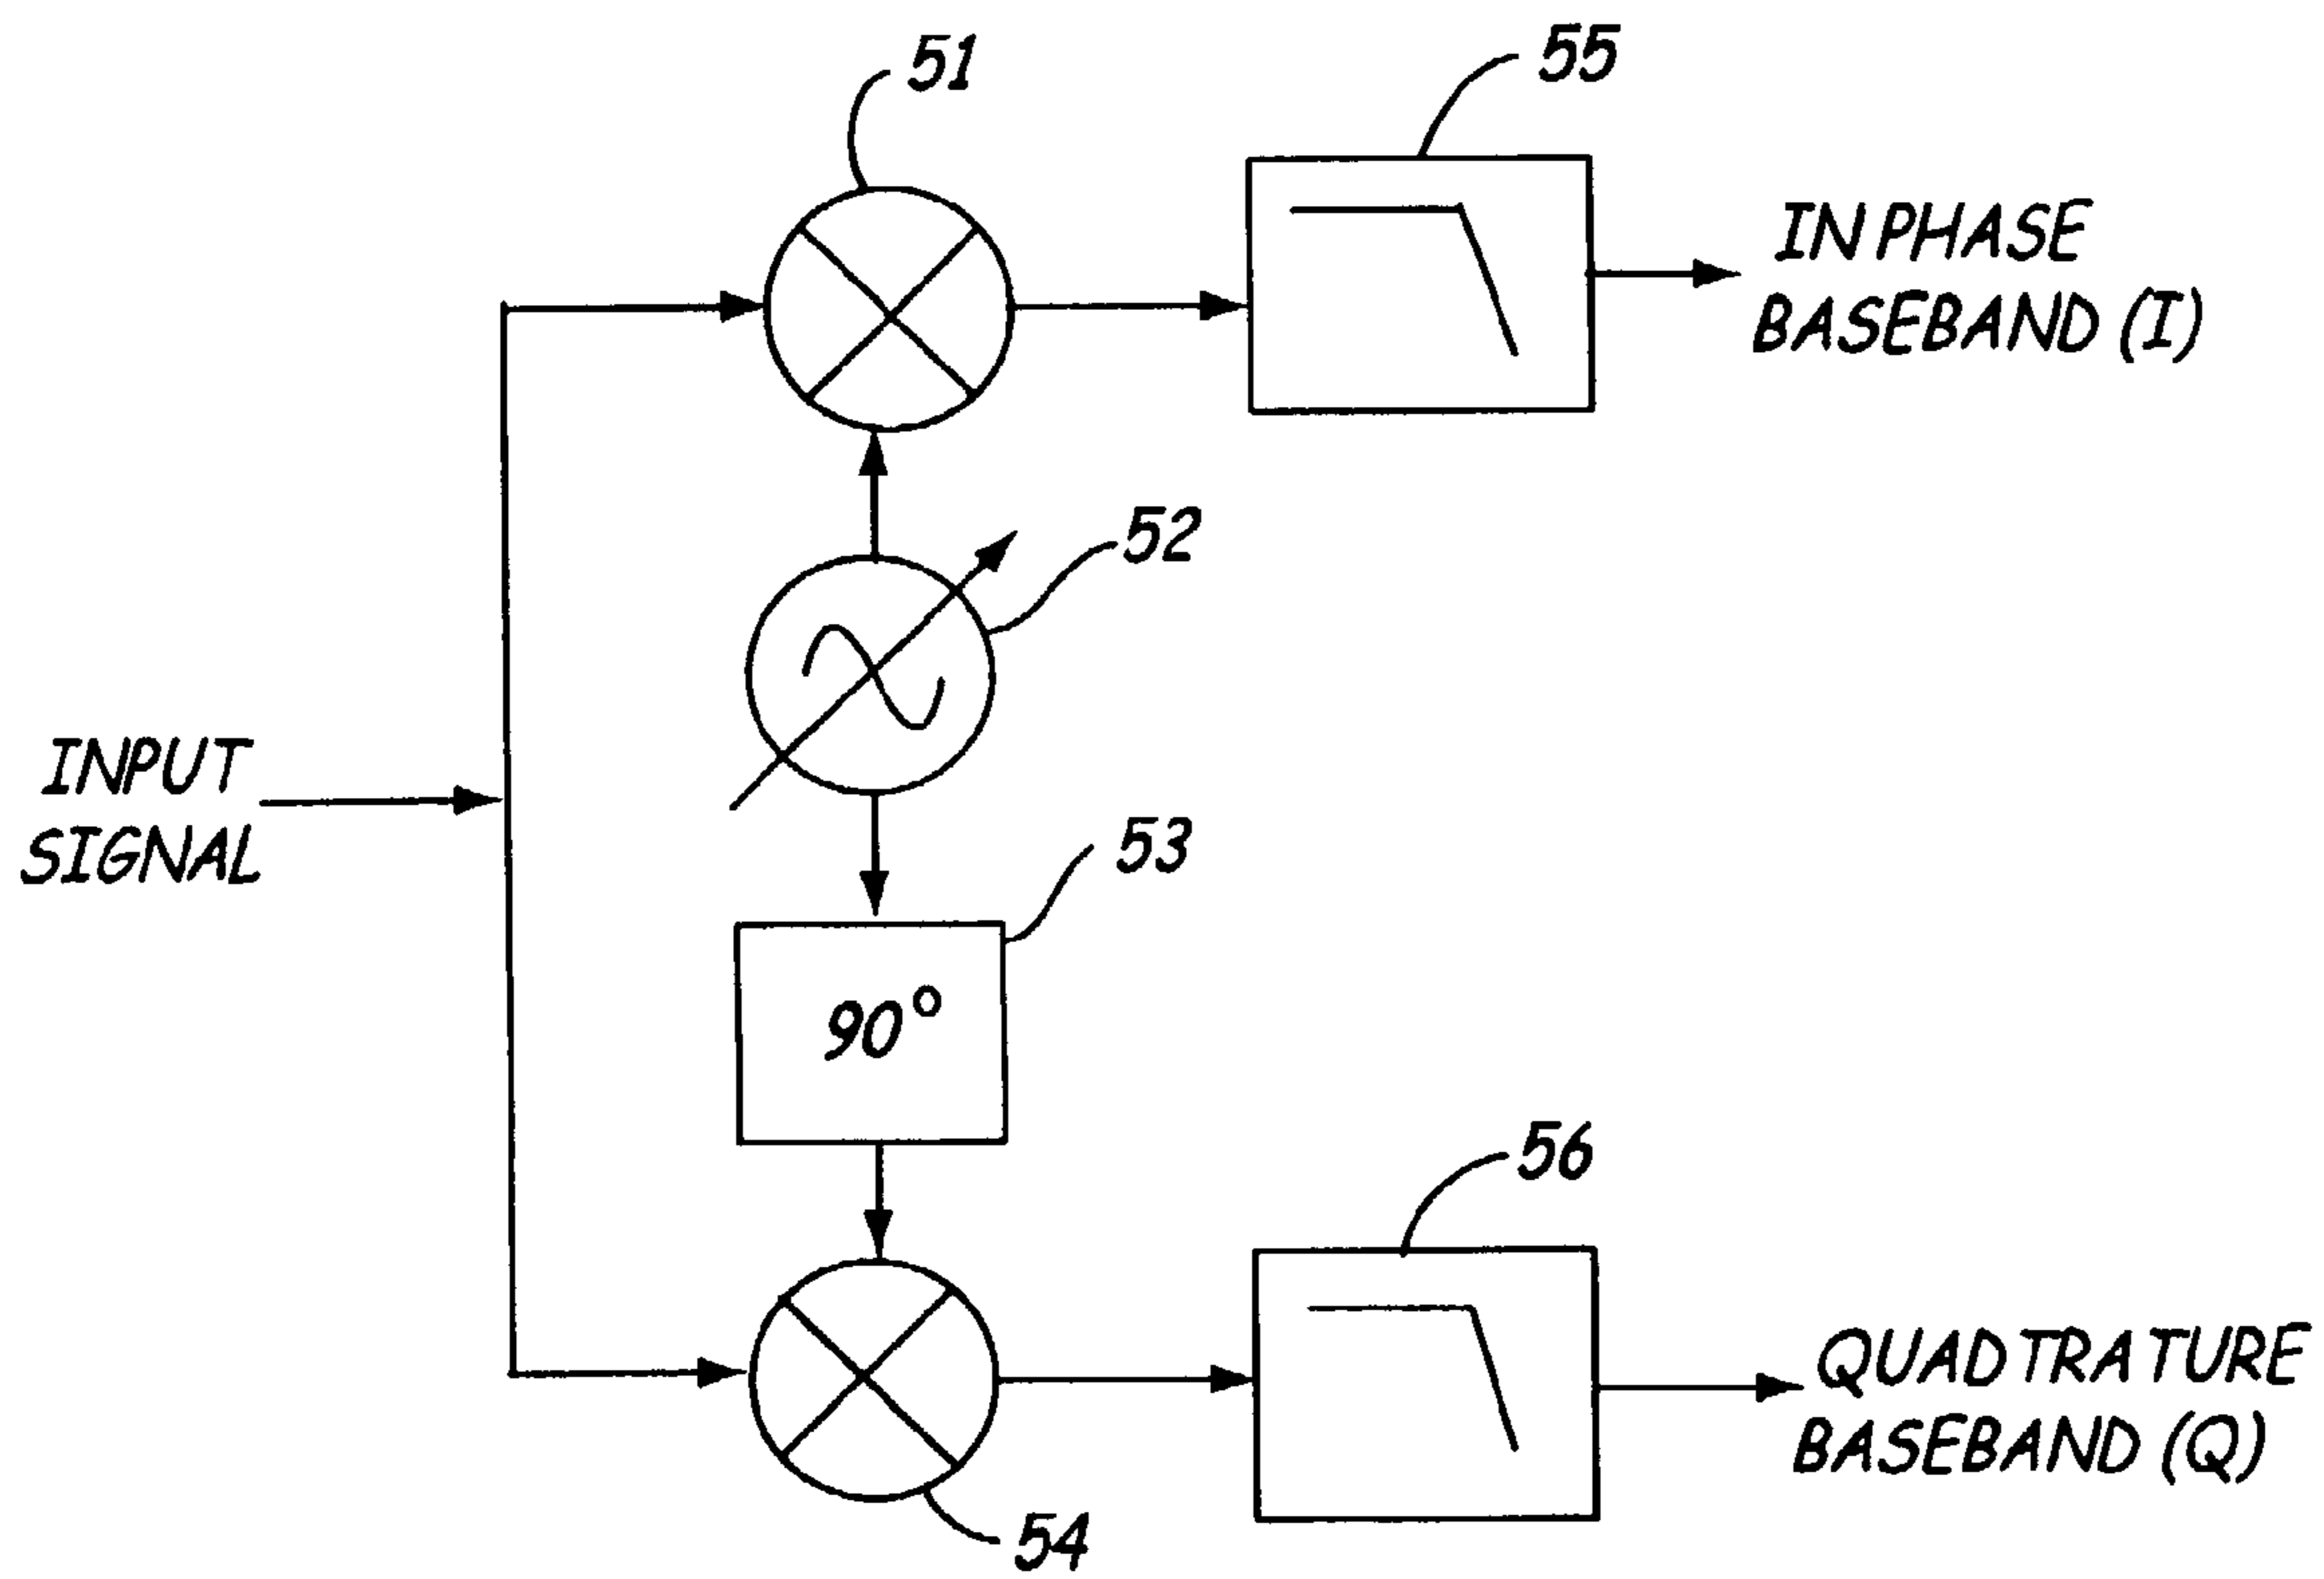 51
55
IN PHASE
BASEBAND (I)
52
INPUT
SIGNAL
53
90°
56
QUADTRATURE
BASEBAND (Q)
54